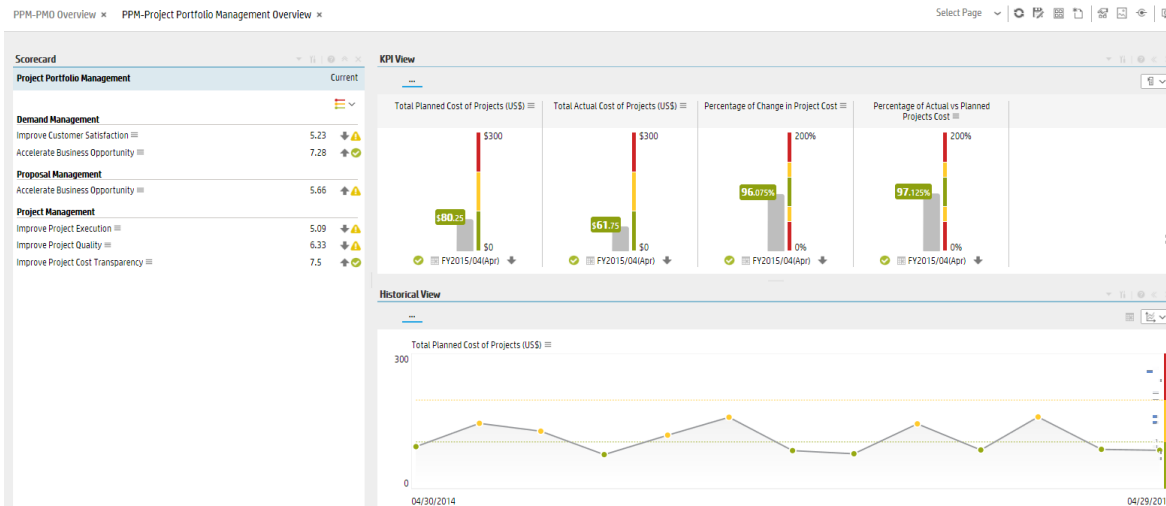 PPM-PMO Overview × PPM-Project Portfolio Management Overview × Select Page
Scorecard
Project Portfolio Management Current
Demand Management
Improve Customer Satisfaction 5.23
Accelerate Business Opportunity 7.28
Proposal Management
Accelerate Business Opportunity 5.66
Project Management
Improve Project Execution 5.09
Improve Project Quality 6.33
Improve Project Cost Transparency 7.5
KPI View
...
Total Planned Cost of Projects (US$)
$300
$80.25
$0
FY2015/04(Apr)
Total Actual Cost of Projects (US$)
$300
$61.75
$0
FY2015/04(Apr)
Percentage of Change in Project Cost
200%
96.075%
0%
FY2015/04(Apr)
Percentage of Actual vs Planned
Projects Cost
200%
97.125%
0%
FY2015/04(Apr)
Historical View
...
Total Planned Cost of Projects (US$)
300
0
04/30/2014 04/29/201